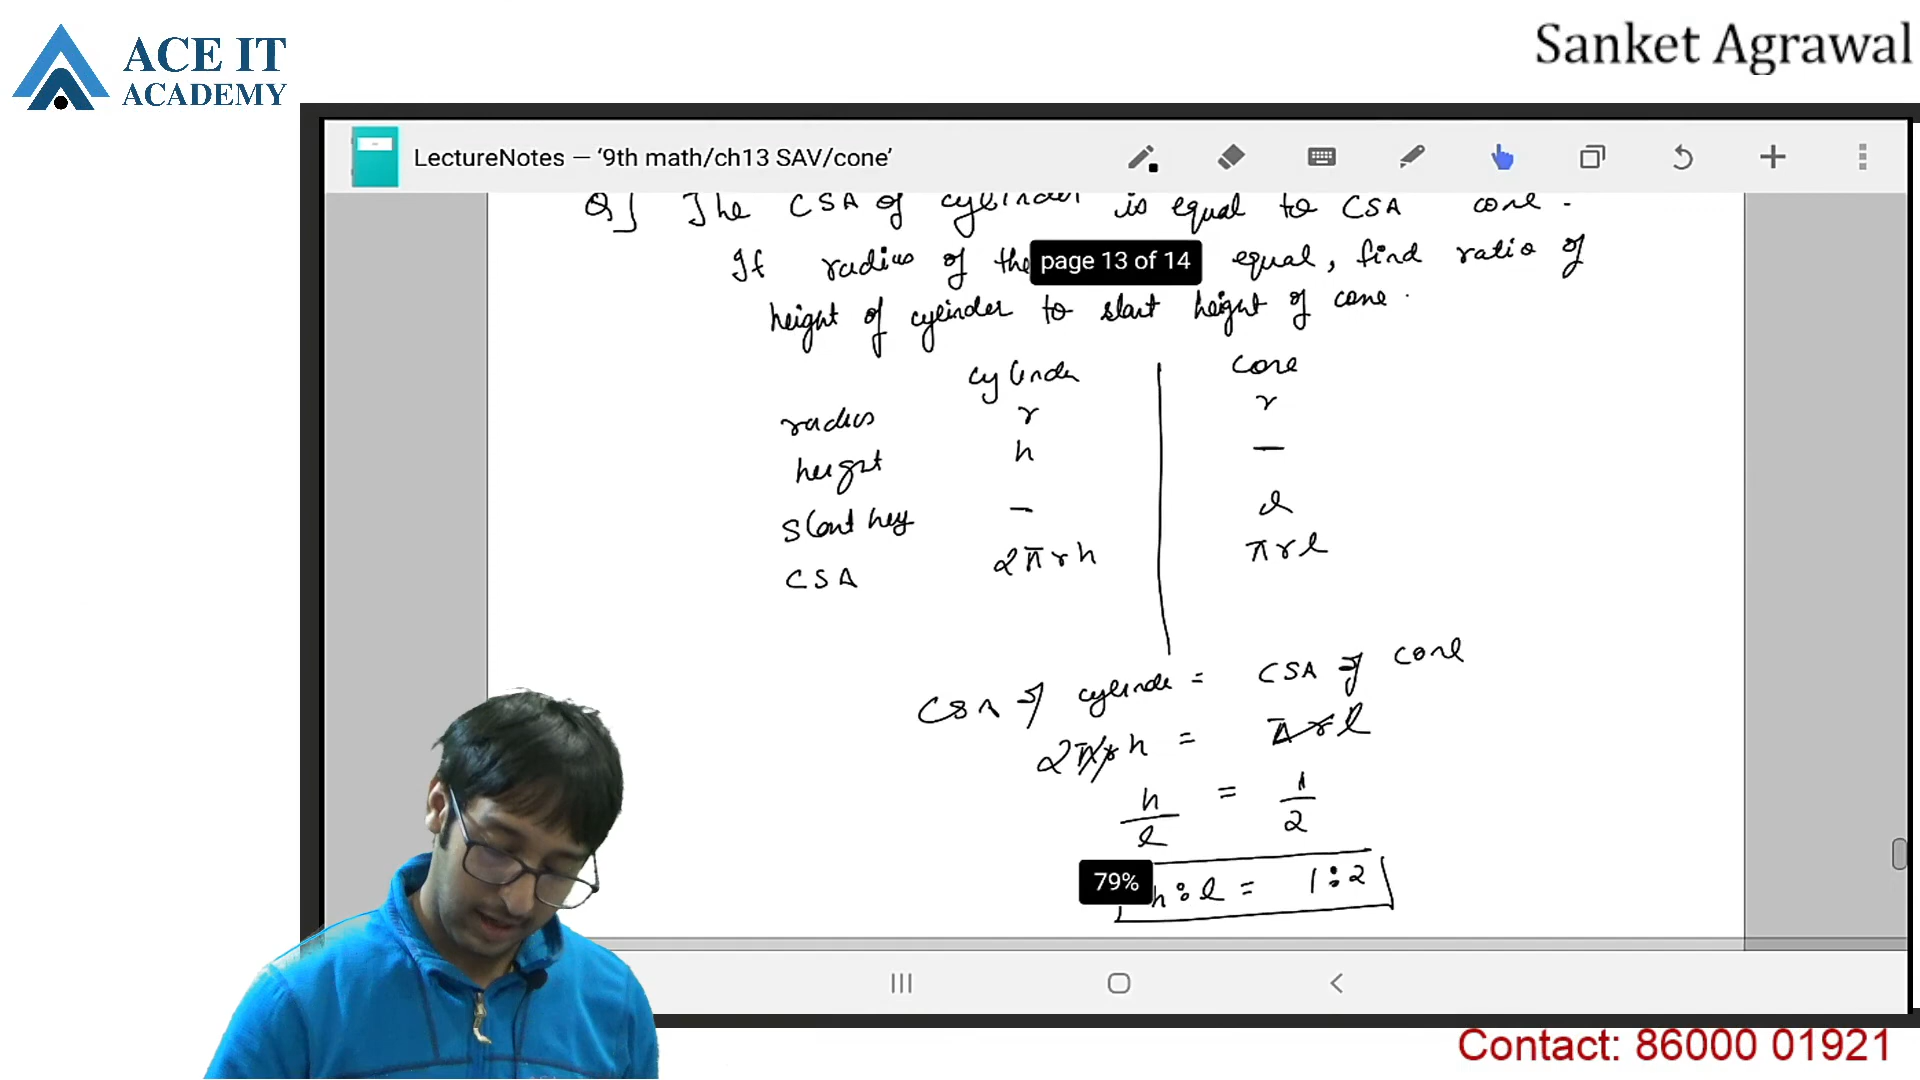 ACE IT
ACADEMY
Sanket Agrawal
LectureNotes – ‘9th math/ch13 SAV/cone’
Q] The CSA of cylinder is equal to CSA cone.
If radius of the page 13 of 14 equal, find ratio of
height of cylinder to slant height of cone.
cylinder cone
radius r r
height h —
slant hey — l
CSA 2πrh πrl
CSA of cylinder = CSA of cone
2πrh = πrl
h/l = 1/2
79% h:l = 1:2
Contact: 86000 01921